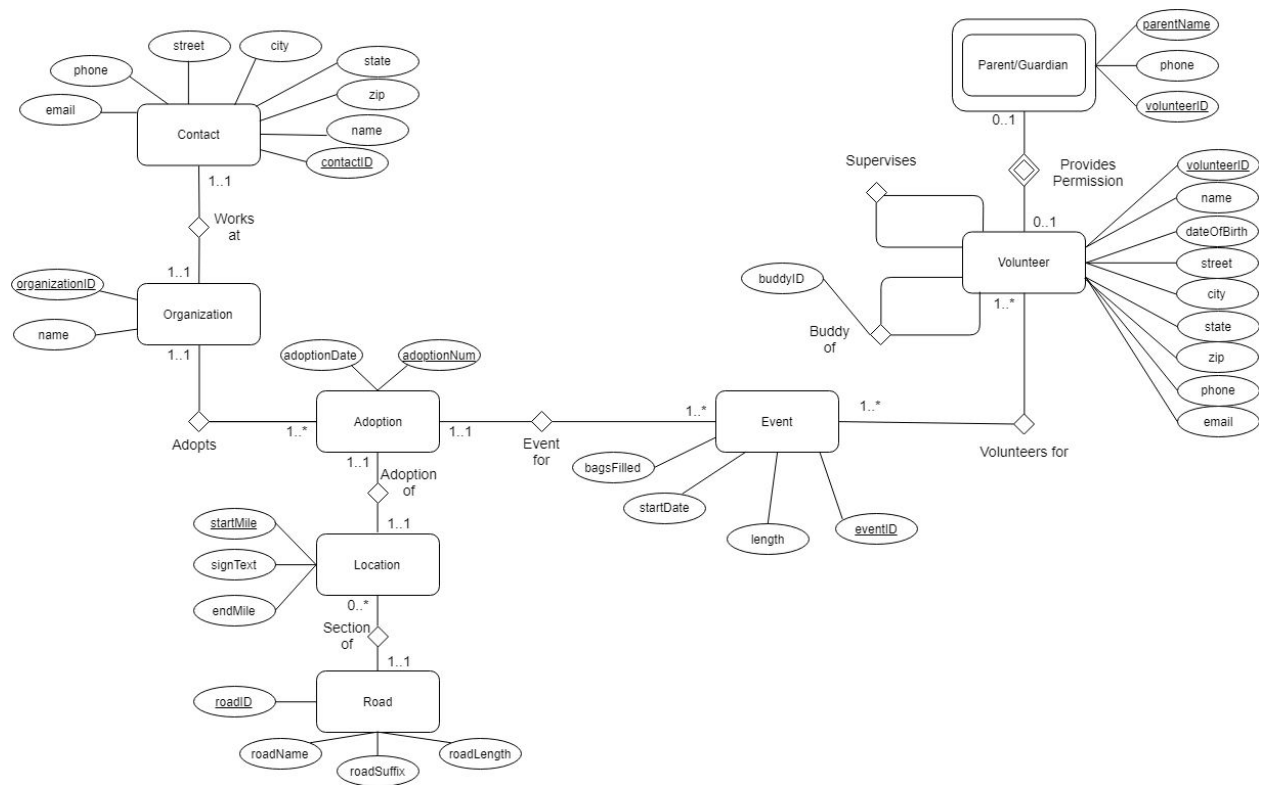 street
city
parentName
state
phone
Parent/Guardian
phone
zip
email
Contact
name
volunteerID
contactID
0..1
Supervises
Provides
Permission
volunteerID
1..1
name
Works
at
0..1
dateOfBirth
Volunteer
street
1..1
organizationID
buddyID
city
1..*
Organization
state
name
Buddy
of
1..1
adoptionDate
adoptionNum
zip
phone
1..*
1..*
Adoption
Event
email
1..*
1..1
Adopts
Event
for
Volunteers for
1..1
Adoption
of
bagsFilled
startDate
startMile
1..1
eventID
length
signText
Location
endMile
0..*
Section
of
1..1
roadID
Road
roadName
roadLength
roadSuffix